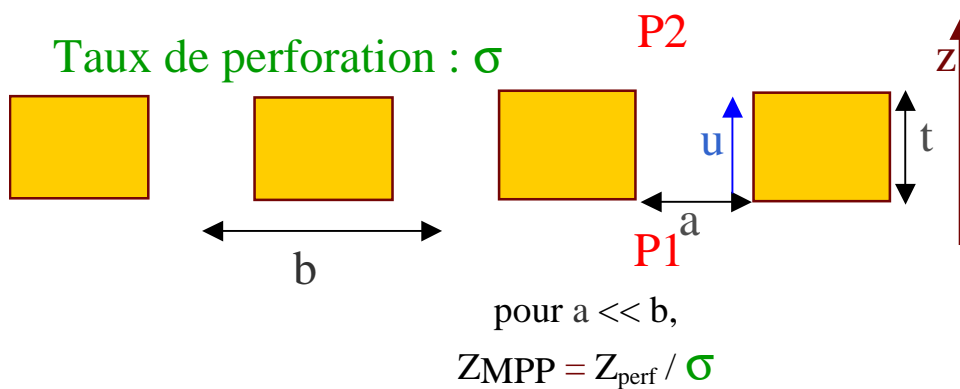 P2
Taux de perforation : σ
z
u
t
a
b
P1
pour a << b,
ZMPP = Zperf / σ